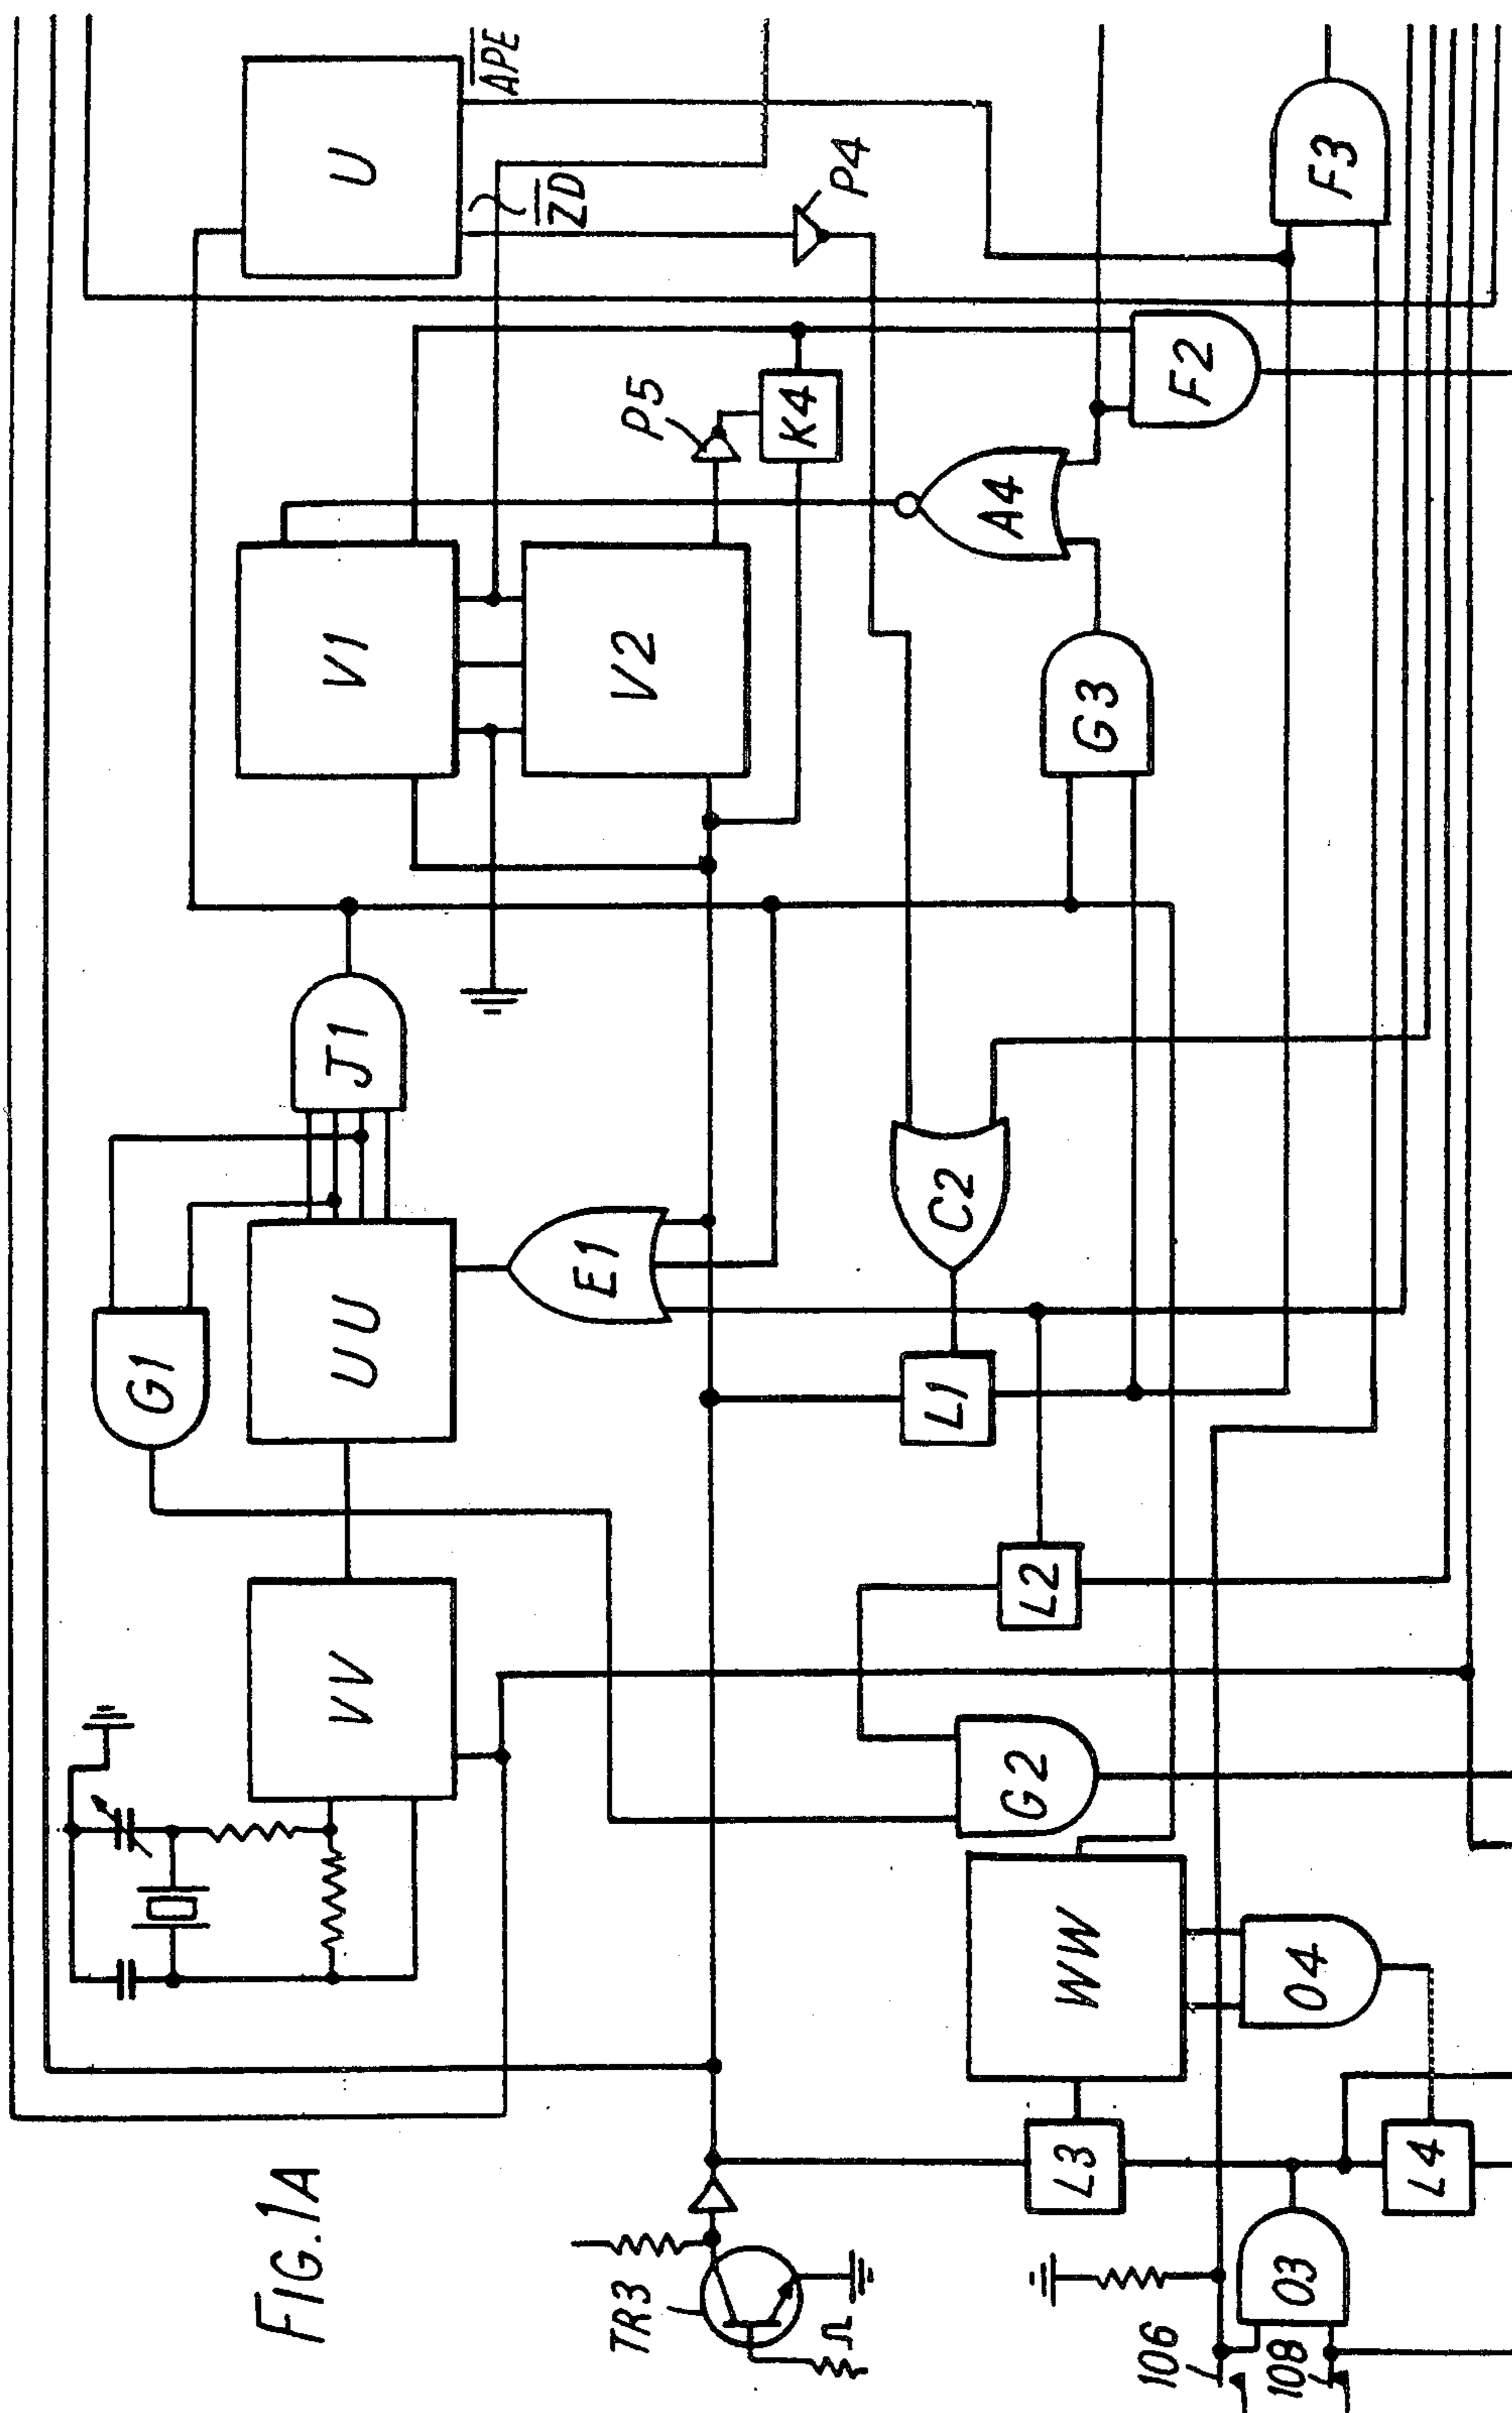 FIG.1A
TR3
VV
UU
G1
J1
E1
V1
V2
U
APE
ZD
P4
P5
K4
A4
F2
F3
G3
C2
L1
L2
G2
WW
O4
L3
L4
O3
106
108